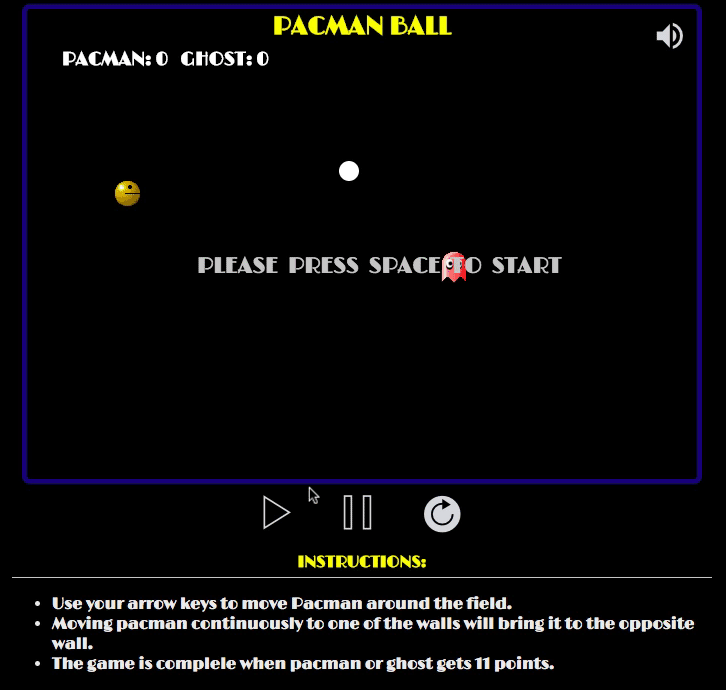 PACMAN BALL
PACMAN: 0 GHOST: 0
PLEASE PRESS SPACE TO START
INSTRUCTIONS:
• Use your arrow keys to move Pacman around the field.
• Moving pacman continuously to one of the walls will bring it to the opposite
wall.
• The game is complele when pacman or ghost gets 11 points.